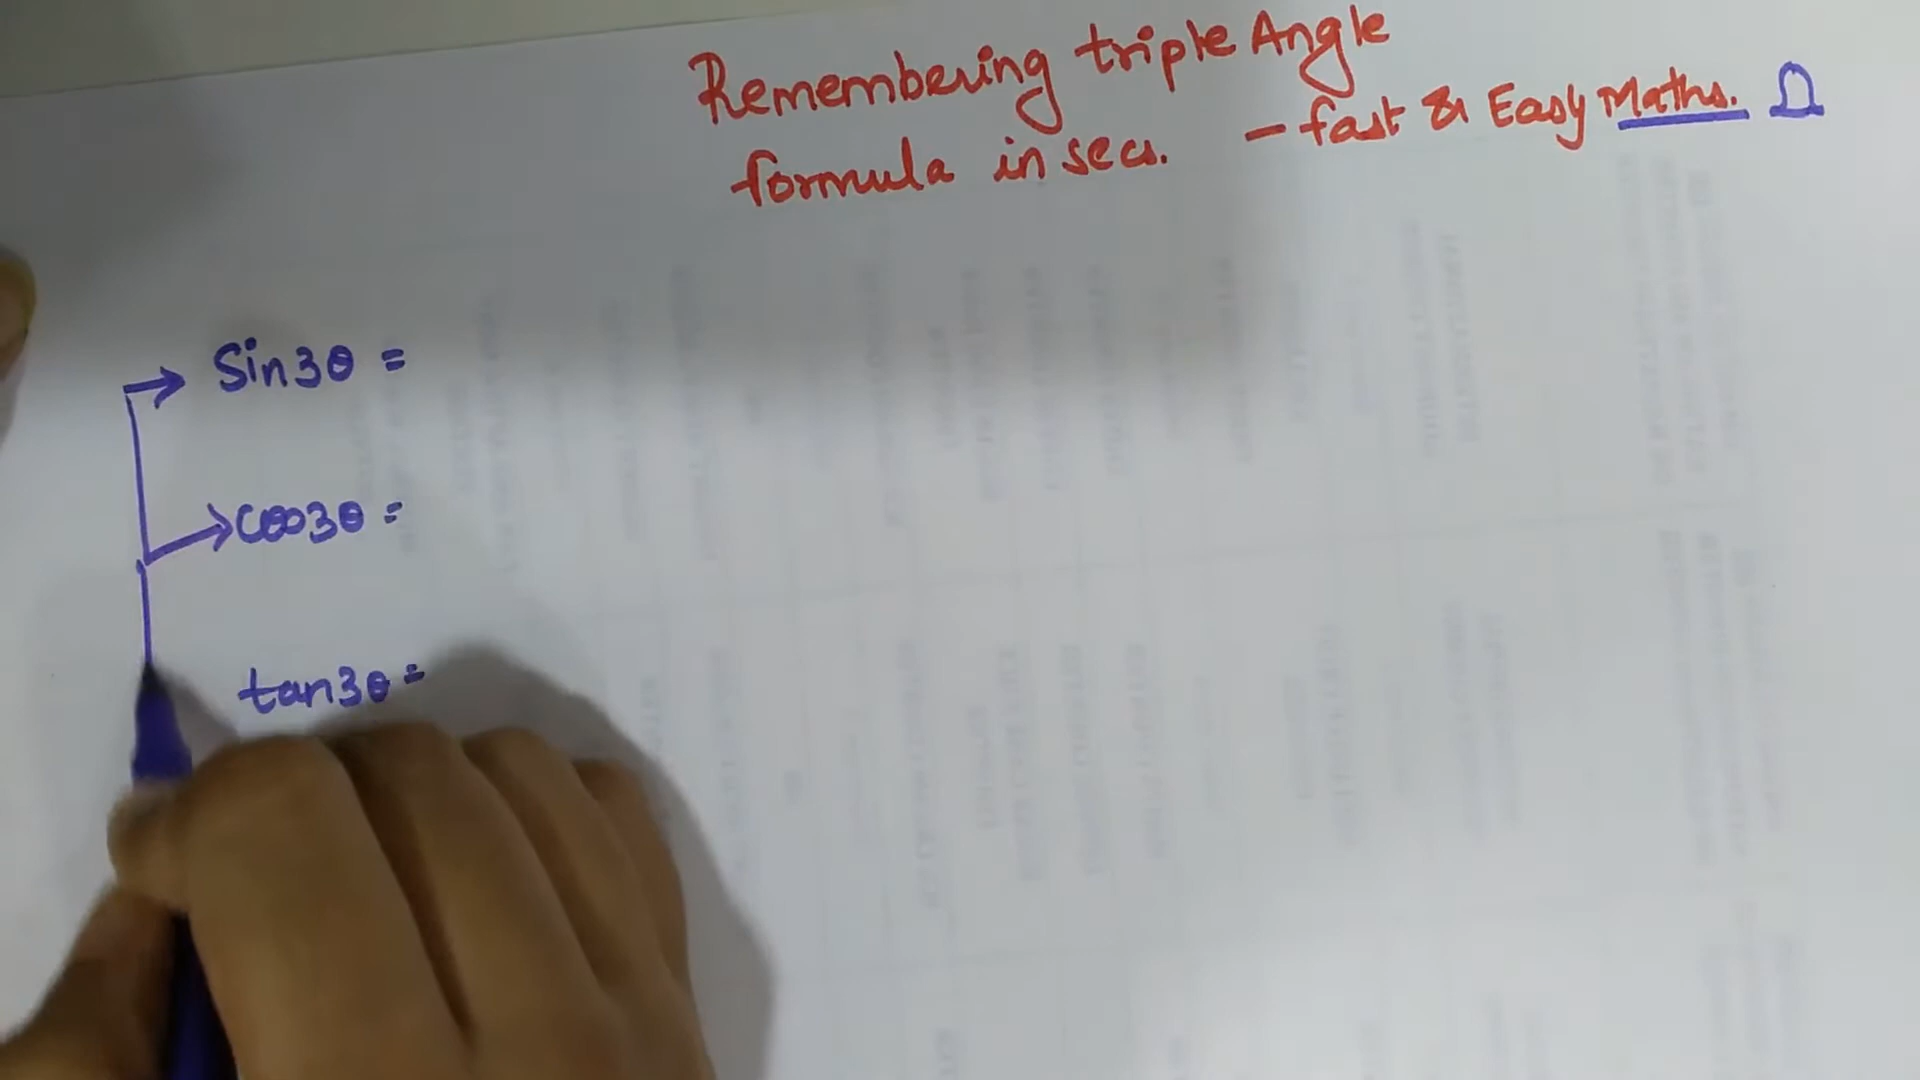 Remembering triple Angle
formula in secs. - fast & Easy Maths.
Sin3θ =
Cos3θ =
tan3θ =